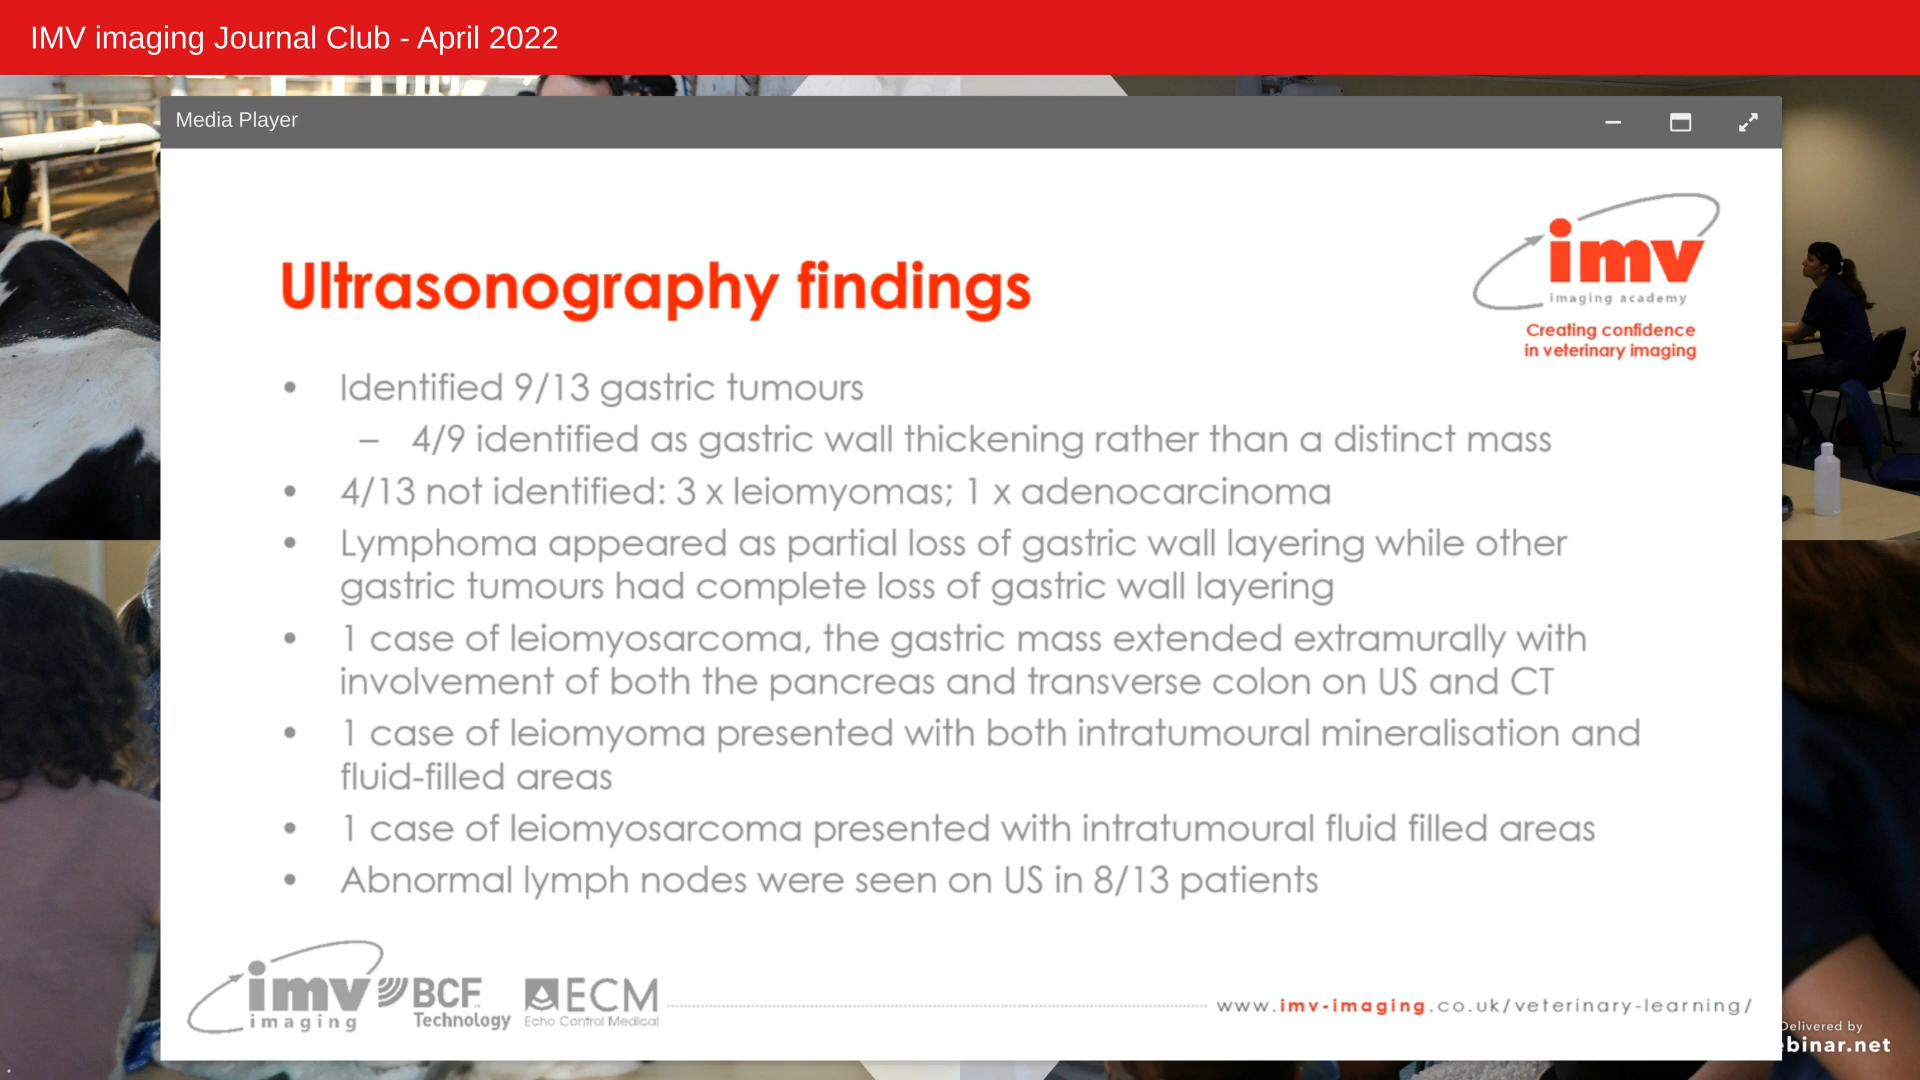 IMV imaging Journal Club - April 2022
Media Player
imv
imaging academy
Creating confidence
in veterinary imaging
Ultrasonography findings
• Identified 9/13 gastric tumours
– 4/9 identified as gastric wall thickening rather than a distinct mass
• 4/13 not identified: 3 x leiomyomas; 1 x adenocarcinoma
• Lymphoma appeared as partial loss of gastric wall layering while other
gastric tumours had complete loss of gastric wall layering
• 1 case of leiomyosarcoma, the gastric mass extended extramurally with
involvement of both the pancreas and transverse colon on US and CT
• 1 case of leiomyoma presented with both intratumoural mineralisation and
fluid-filled areas
• 1 case of leiomyosarcoma presented with intratumoural fluid filled areas
• Abnormal lymph nodes were seen on US in 8/13 patients
imv
imaging
BCF
Technology
ECM
Echo Control Medical
www.imv-imaging.co.uk/veterinary-learning/
Delivered by
ebinar.net